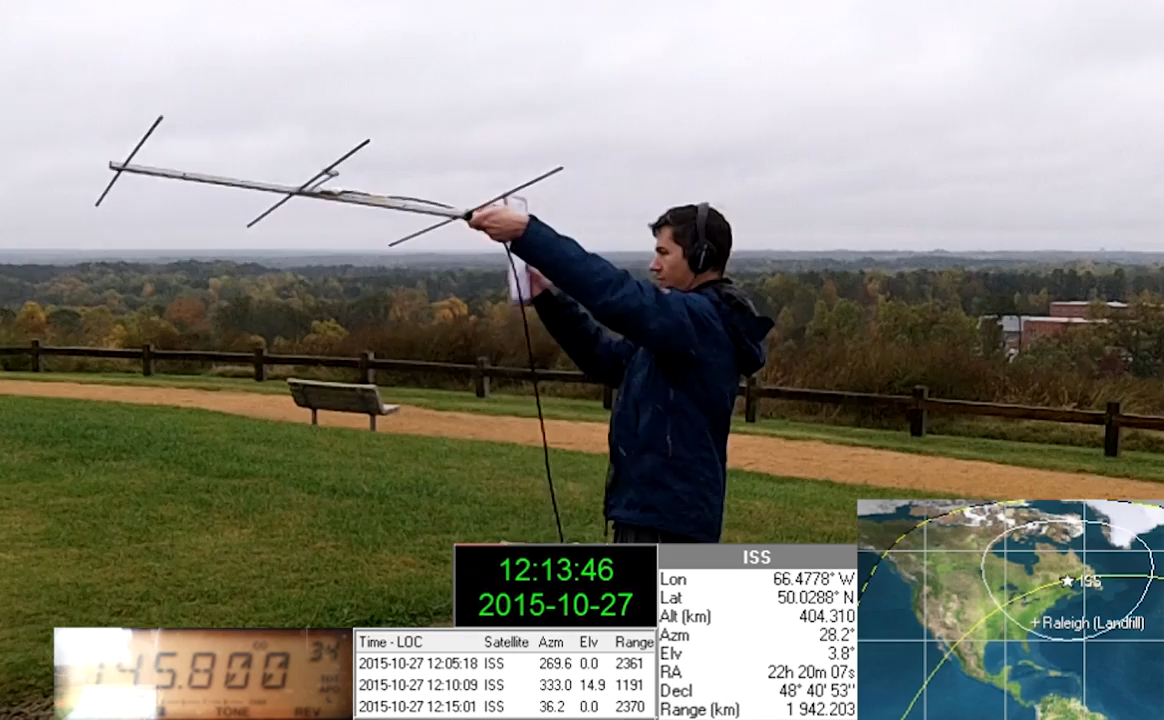 12:13:46
2015-10-27
ISS
Lon 66.4778° W
Lat 50.0288° N
Alt (km) 404.310
Azm 28.2°
Elv 3.8°
RA 22h 20m 07s
Decl 48° 40' 53"
Range (km) 1 942.203
ISS
+ Raleigh (Landfill)
Time - LOC Satellite Azm Elv Range
2015-10-27 12:05:18 ISS 269.6 0.0 2361
2015-10-27 12:10:09 ISS 333.0 14.9 1191
2015-10-27 12:15:01 ISS 36.2 0.0 2370
145.800
34
TONE REV